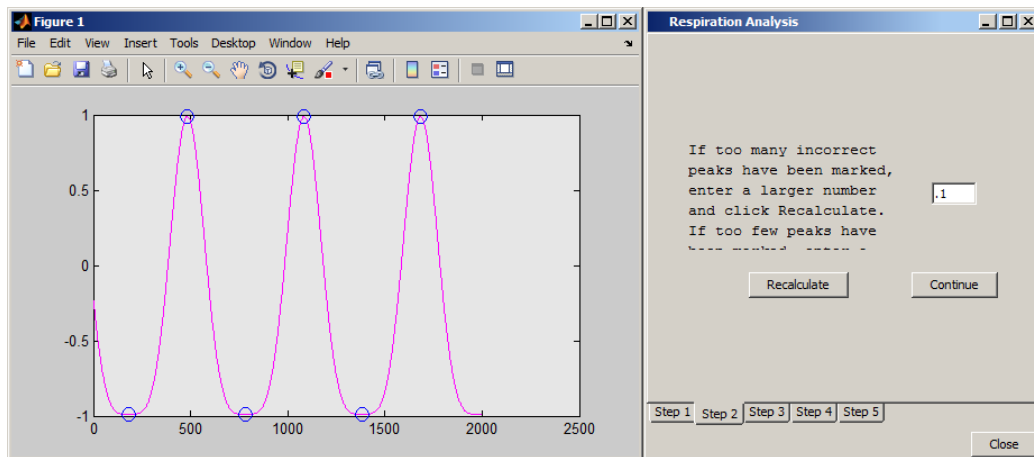 Figure 1
File Edit View Insert Tools Desktop Window Help
1
0.5
0
-0.5
-1
0 500 1000 1500 2000 2500
Respiration Analysis
If too many incorrect
peaks have been marked,
enter a larger number
and click Recalculate.
If too few peaks have
been marked, enter a
.1
Recalculate Continue
Step 1 Step 2 Step 3 Step 4 Step 5
Close